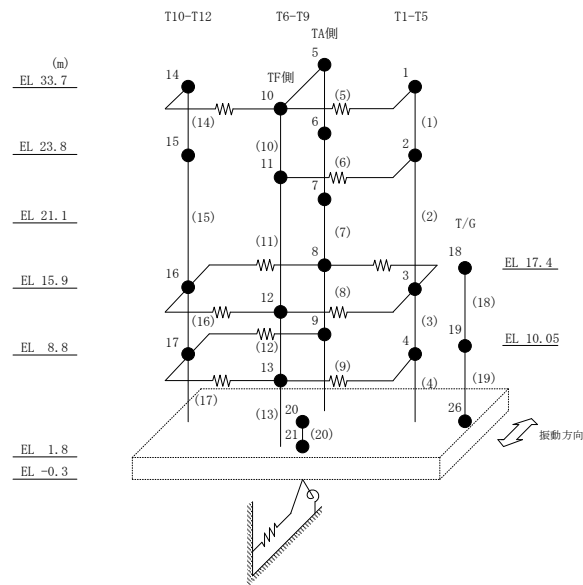 T10-T12 T6-T9 T1-T5
TA側
(m) 5
EL 33.7 14 TF側 1
10 (5)
(14) (1)
6
EL 23.8 15 (10) 2
11 (6)
7
EL 21.1 (15) (2) T/G
(11) (7)
8 18 EL 17.4
EL 15.9 16 3
12 (8) (18)
(16) 9 (3)
17 (12) 4 19 EL 10.05
EL 8.8
13 (9)
(17) (4) (19)
(13) 20 26
21 (20) 振動方向
EL 1.8
EL -0.3